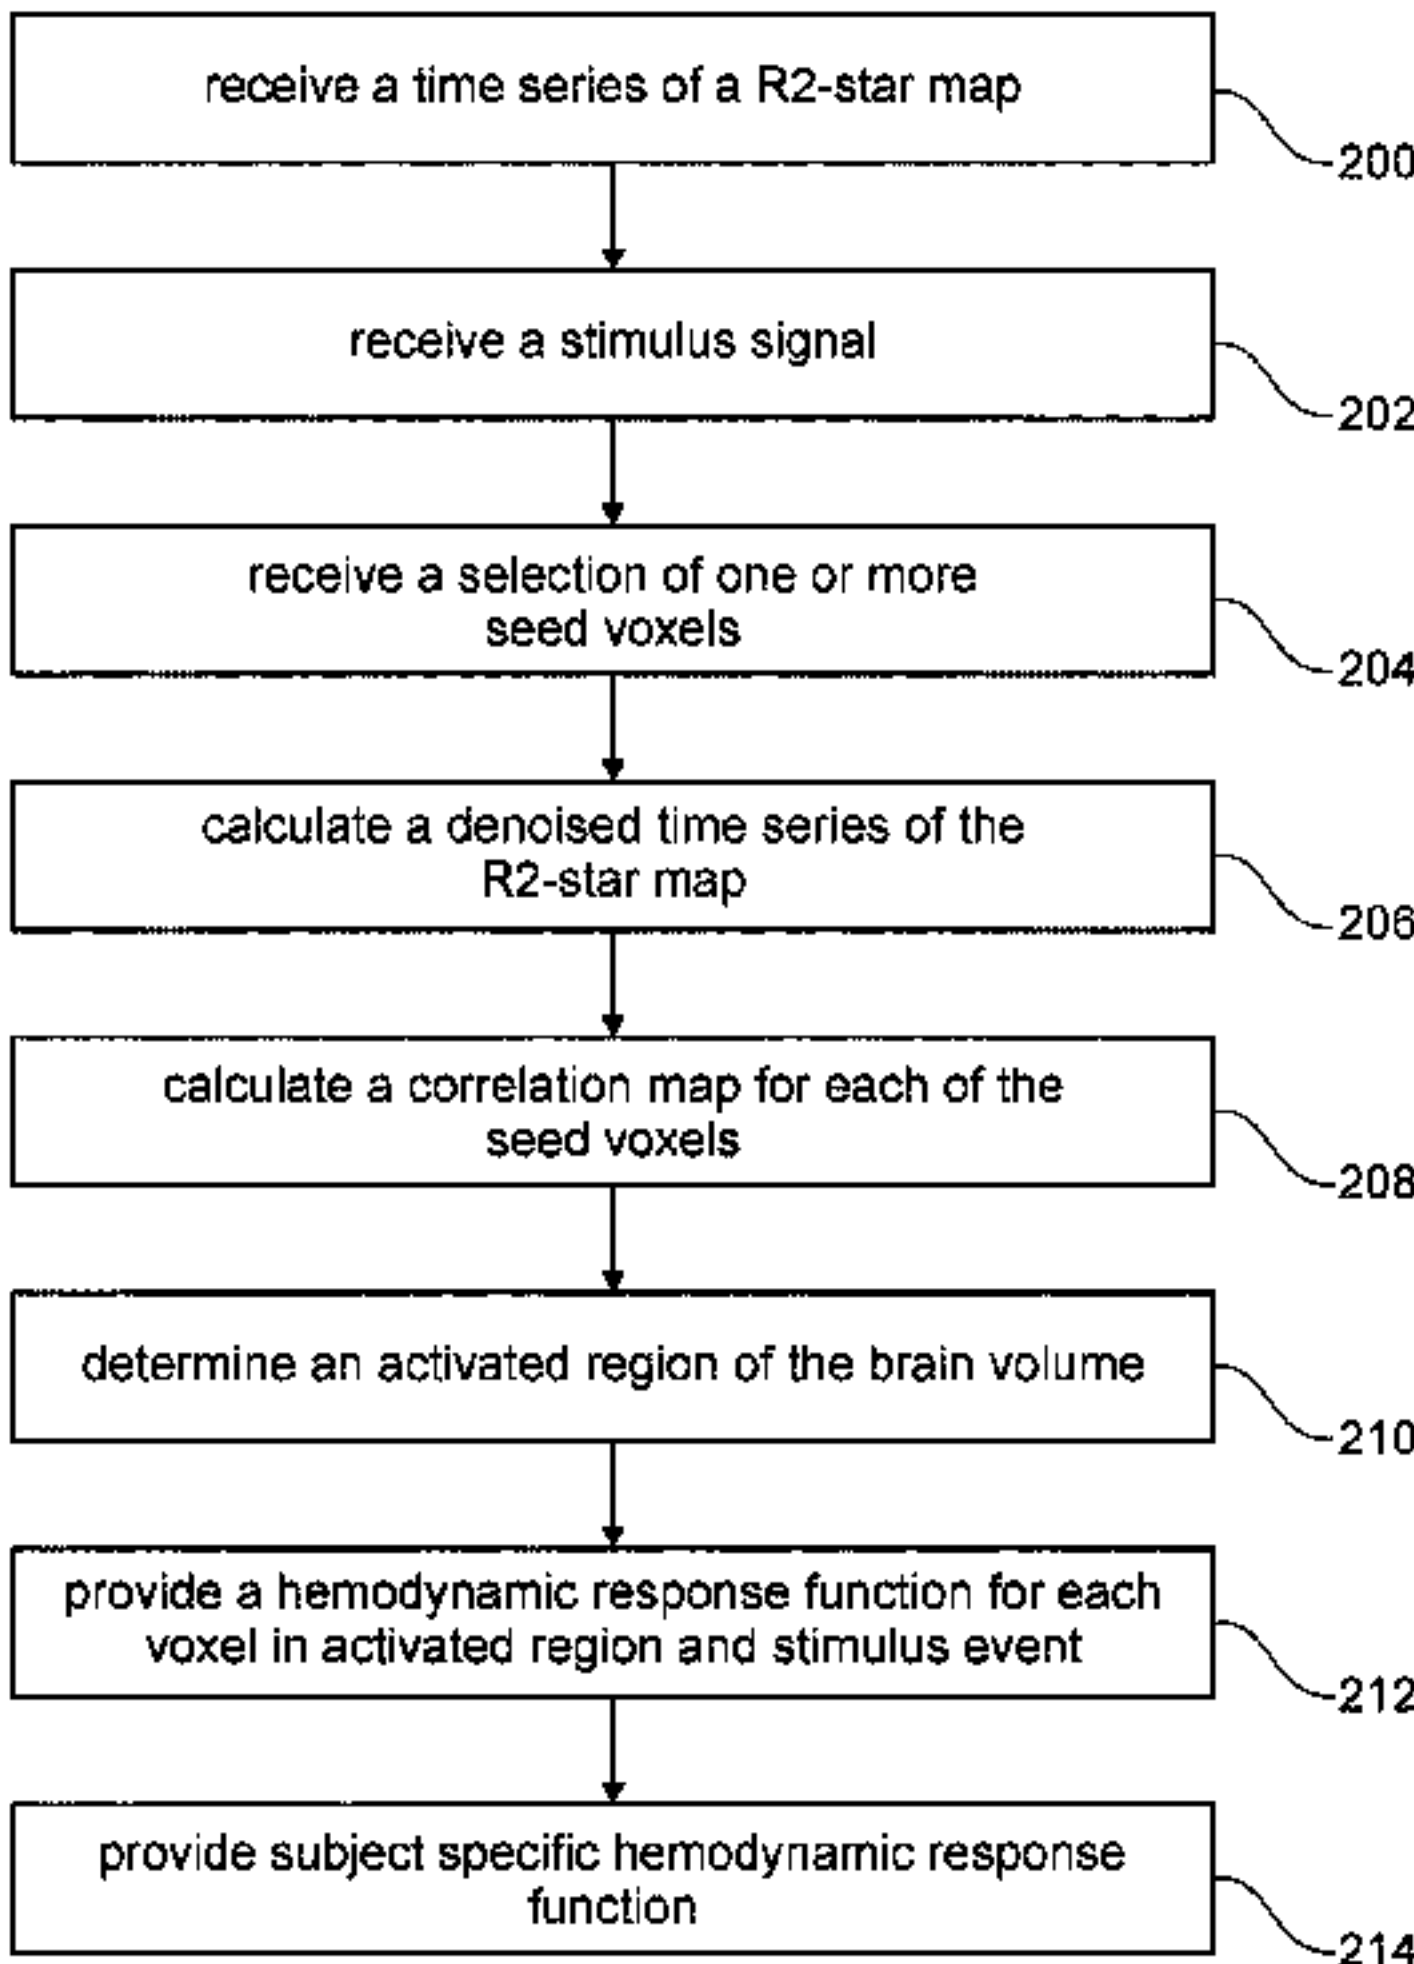 receive a time series of a R2-star map
200
receive a stimulus signal
202
receive a selection of one or more
seed voxels
204
calculate a denoised time series of the
R2-star map
206
calculate a correlation map for each of the
seed voxels
208
determine an activated region of the brain volume
210
provide a hemodynamic response function for each
voxel in activated region and stimulus event
212
provide subject specific hemodynamic response
function
214